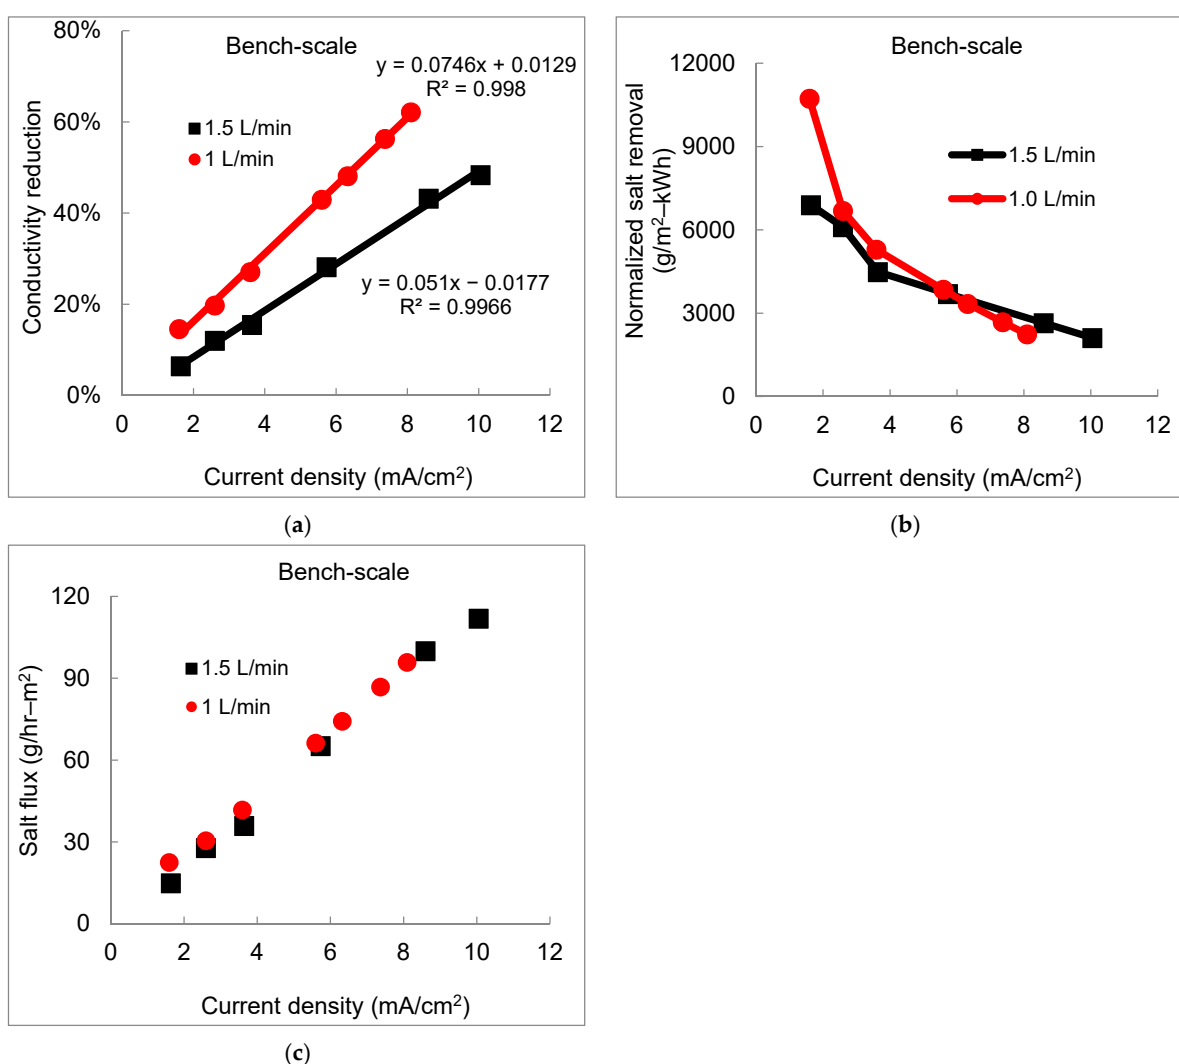 Bench-scale
80%
60%
40%
20%
0%
Conductivity reduction
y = 0.0746x + 0.0129
R² = 0.998
1.5 L/min
1 L/min
y = 0.051x − 0.0177
R² = 0.9966
0 2 4 6 8 10 12
Current density (mA/cm²)
(a)
Bench-scale
12000
9000
6000
3000
0
Normalized salt removal
(g/m²–kWh)
1.5 L/min
1.0 L/min
0 2 4 6 8 10 12
Current density (mA/cm²)
(b)
Bench-scale
120
90
60
30
0
Salt flux (g/hr–m²)
1.5 L/min
1 L/min
0 2 4 6 8 10 12
Current density (mA/cm²)
(c)